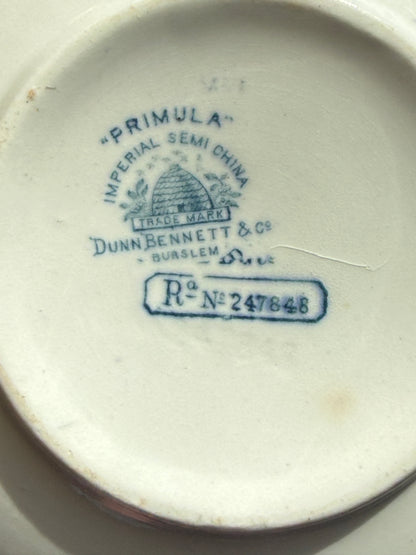 "PRIMULA"
IMPERIAL SEMI CHINA
TRADE MARK
DUNN BENNETT & Co
BURSLEM
Rd No 247848